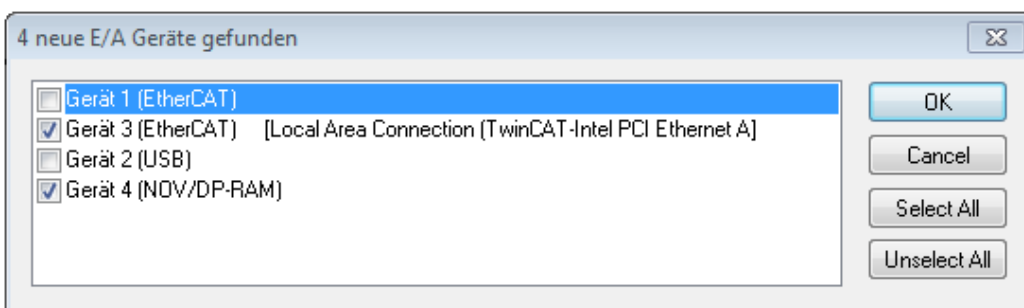 4 neue E/A Geräte gefunden
Gerät 1 (EtherCAT)
Gerät 3 (EtherCAT) [Local Area Connection (TwinCAT-Intel PCI Ethernet A]
Gerät 2 (USB)
Gerät 4 (NOV/DP-RAM)
OK
Cancel
Select All
Unselect All